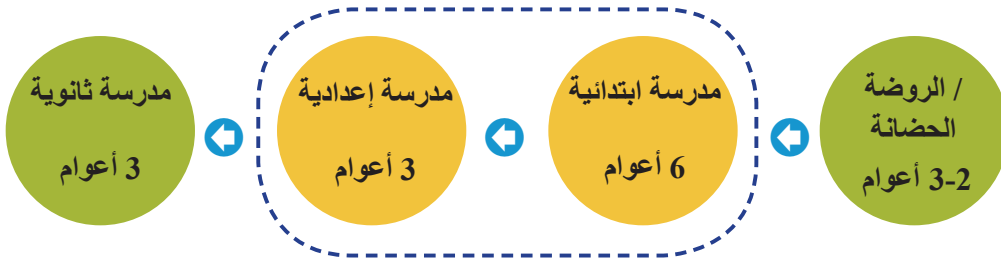 / الروضة
الحضانة
3-2 أعوام
مدرسة ابتدائية
6 أعوام
مدرسة إعدادية
3 أعوام
مدرسة ثانوية
3 أعوام